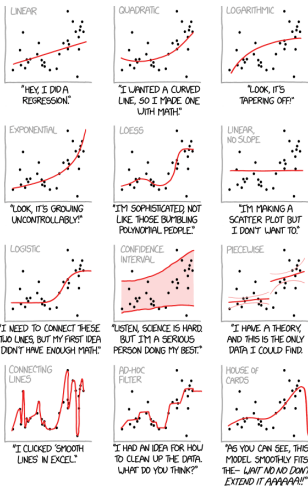 LINEAR
"HEY, I DID A
REGRESSION."
QUADRATIC
"I WANTED A CURVED
LINE, SO I MADE ONE
WITH MATH."
LOGARITHMIC
"LOOK, IT'S
TAPERING OFF!"
EXPONENTIAL
"LOOK, IT'S GROWING
UNCONTROLLABLY!"
LOESS
"I'M SOPHISTICATED, NOT
LIKE THOSE BUMBLING
POLYNOMIAL PEOPLE."
LINEAR,
NO SLOPE
"I'M MAKING A
SCATTER PLOT BUT
I DON'T WANT TO."
LOGISTIC
"I NEED TO CONNECT THESE
TWO LINES, BUT MY FIRST IDEA
DIDN'T HAVE ENOUGH MATH."
CONFIDENCE
INTERVAL
"LISTEN, SCIENCE IS HARD.
BUT I'M A SERIOUS
PERSON DOING MY BEST."
PIECEWISE
"I HAVE A THEORY,
AND THIS IS THE ONLY
DATA I COULD FIND.
CONNECTING
LINES
"I CLICKED 'SMOOTH
LINES' IN EXCEL."
AD-HOC
FILTER
"I HAD AN IDEA FOR HOW
TO CLEAN UP THE DATA.
WHAT DO YOU THINK?"
HOUSE OF
CARDS
"AS YOU CAN SEE, THIS
MODEL SMOOTHLY FITS
THE- WAIT NO NO DON'T
EXTEND IT AAAAAA!!"